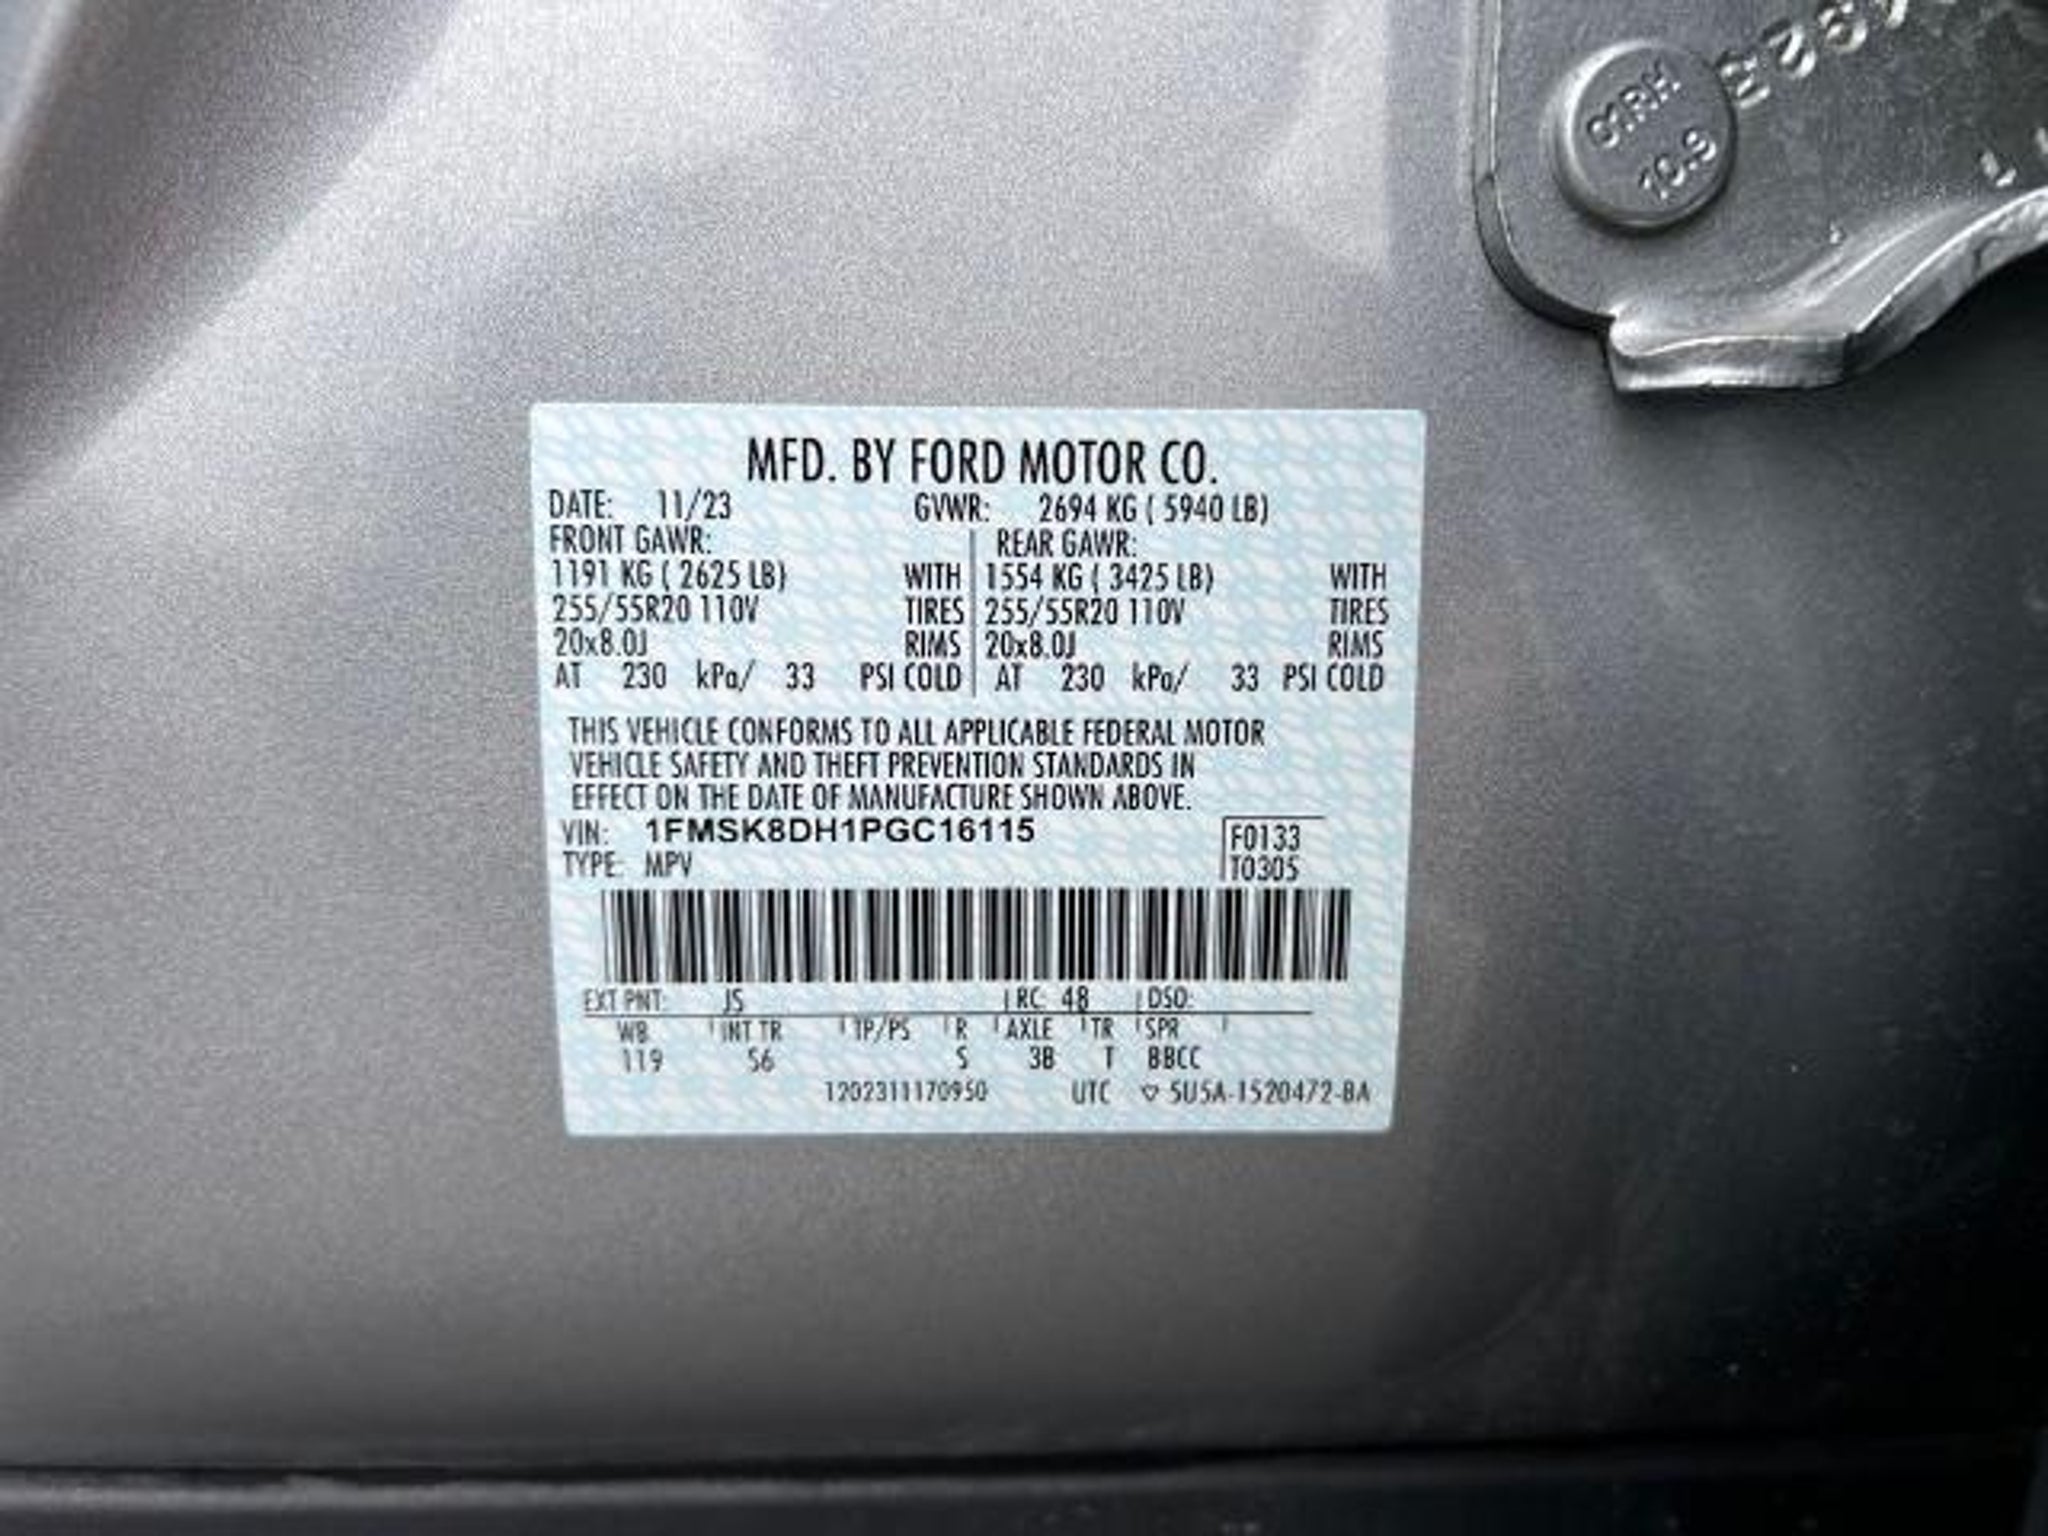 91RH
10.9
MFD. BY FORD MOTOR CO.
DATE: 11/23 GVWR: 2694 KG ( 5940 LB)
FRONT GAWR: REAR GAWR:
1191 KG ( 2625 LB) WITH 1554 KG ( 3425 LB) WITH
255/55R20 110V TIRES 255/55R20 110V TIRES
20x8.0J RIMS 20x8.0J RIMS
AT 230 kPa/ 33 PSI COLD AT 230 kPa/ 33 PSI COLD
THIS VEHICLE CONFORMS TO ALL APPLICABLE FEDERAL MOTOR
VEHICLE SAFETY AND THEFT PREVENTION STANDARDS IN
EFFECT ON THE DATE OF MANUFACTURE SHOWN ABOVE.
VIN: 1FMSK8DH1PGC16115 F0133
TYPE: MPV T0305
EXT PNT: JS RC: 48 DSO:
WB INT TR TP/PS R AXLE TR SPR
119 S6 S 3B T BBCC
1202311170950 UTC ▽ 5U5A-1520472-BA